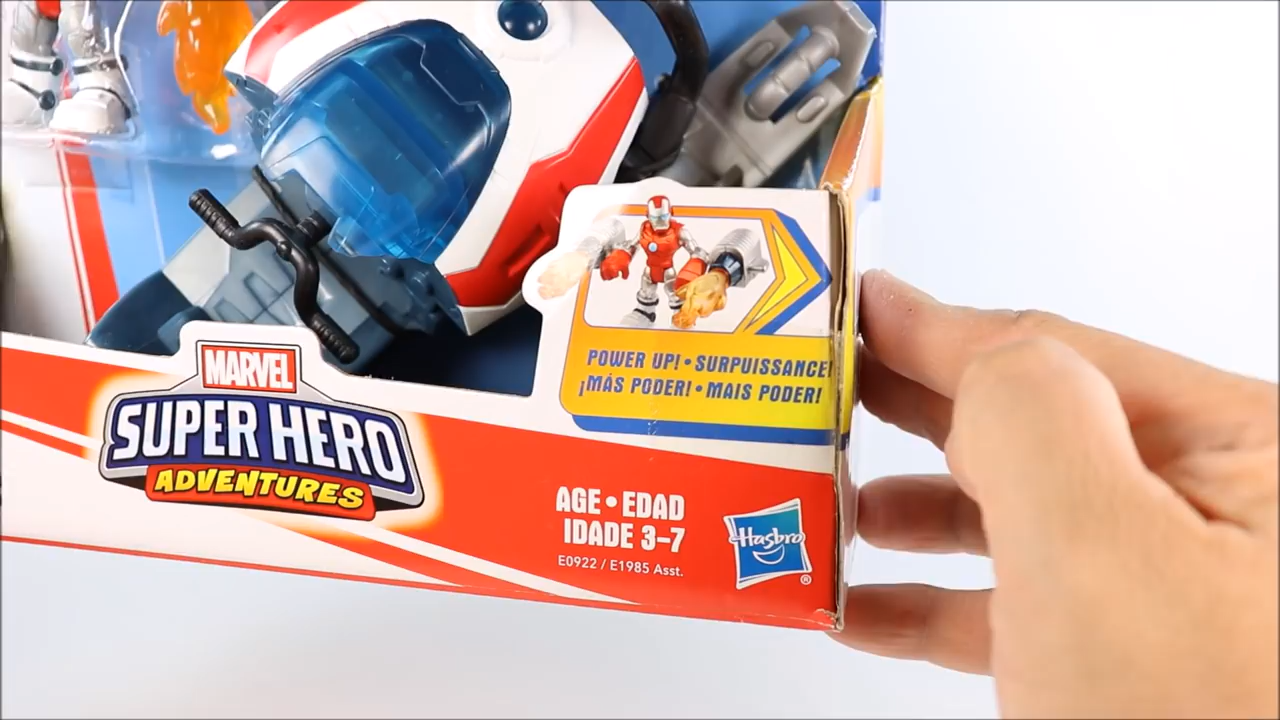 POWER UP! • SURPUISSANCE!
¡MÁS PODER! • MAIS PODER!
MARVEL
SUPER HERO
ADVENTURES
AGE • EDAD
IDADE 3-7
E0922 / E1985 Asst.
Hasbro
®